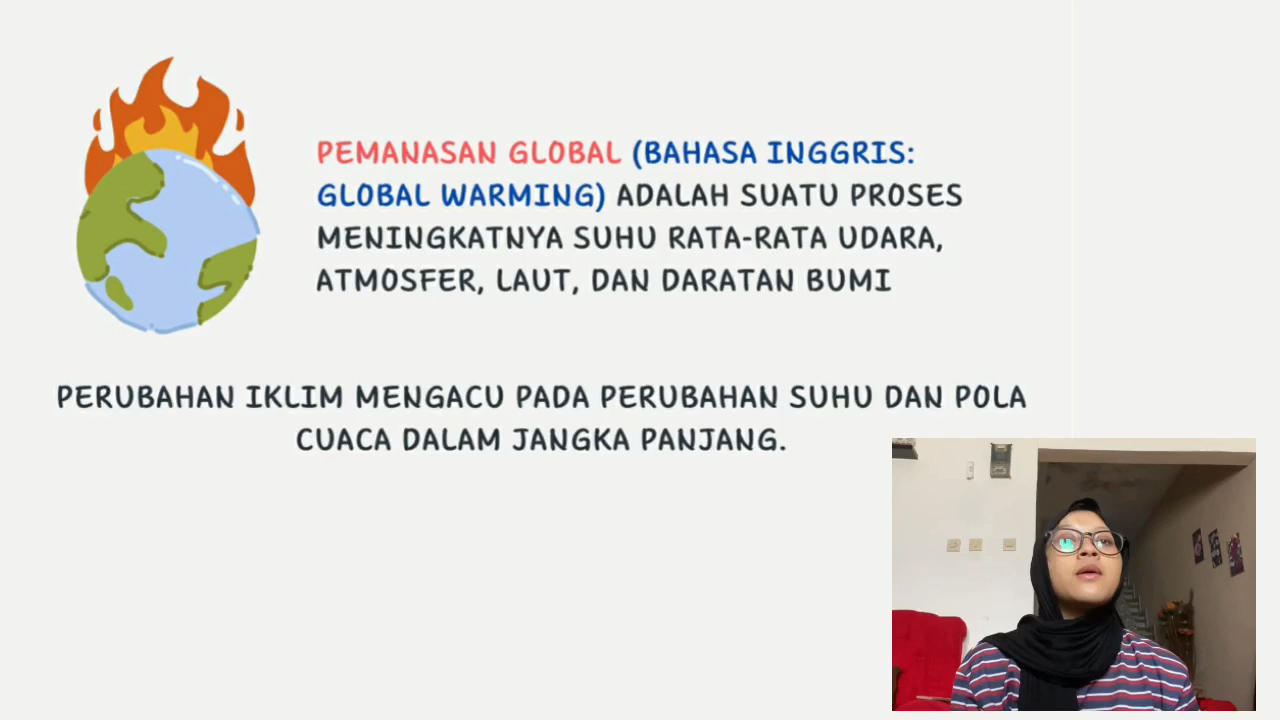 PEMANASAN GLOBAL (BAHASA INGGRIS:
GLOBAL WARMING) ADALAH SUATU PROSES
MENINGKATNYA SUHU RATA-RATA UDARA,
ATMOSFER, LAUT, DAN DARATAN BUMI
PERUBAHAN IKLIM MENGACU PADA PERUBAHAN SUHU DAN POLA
CUACA DALAM JANGKA PANJANG.